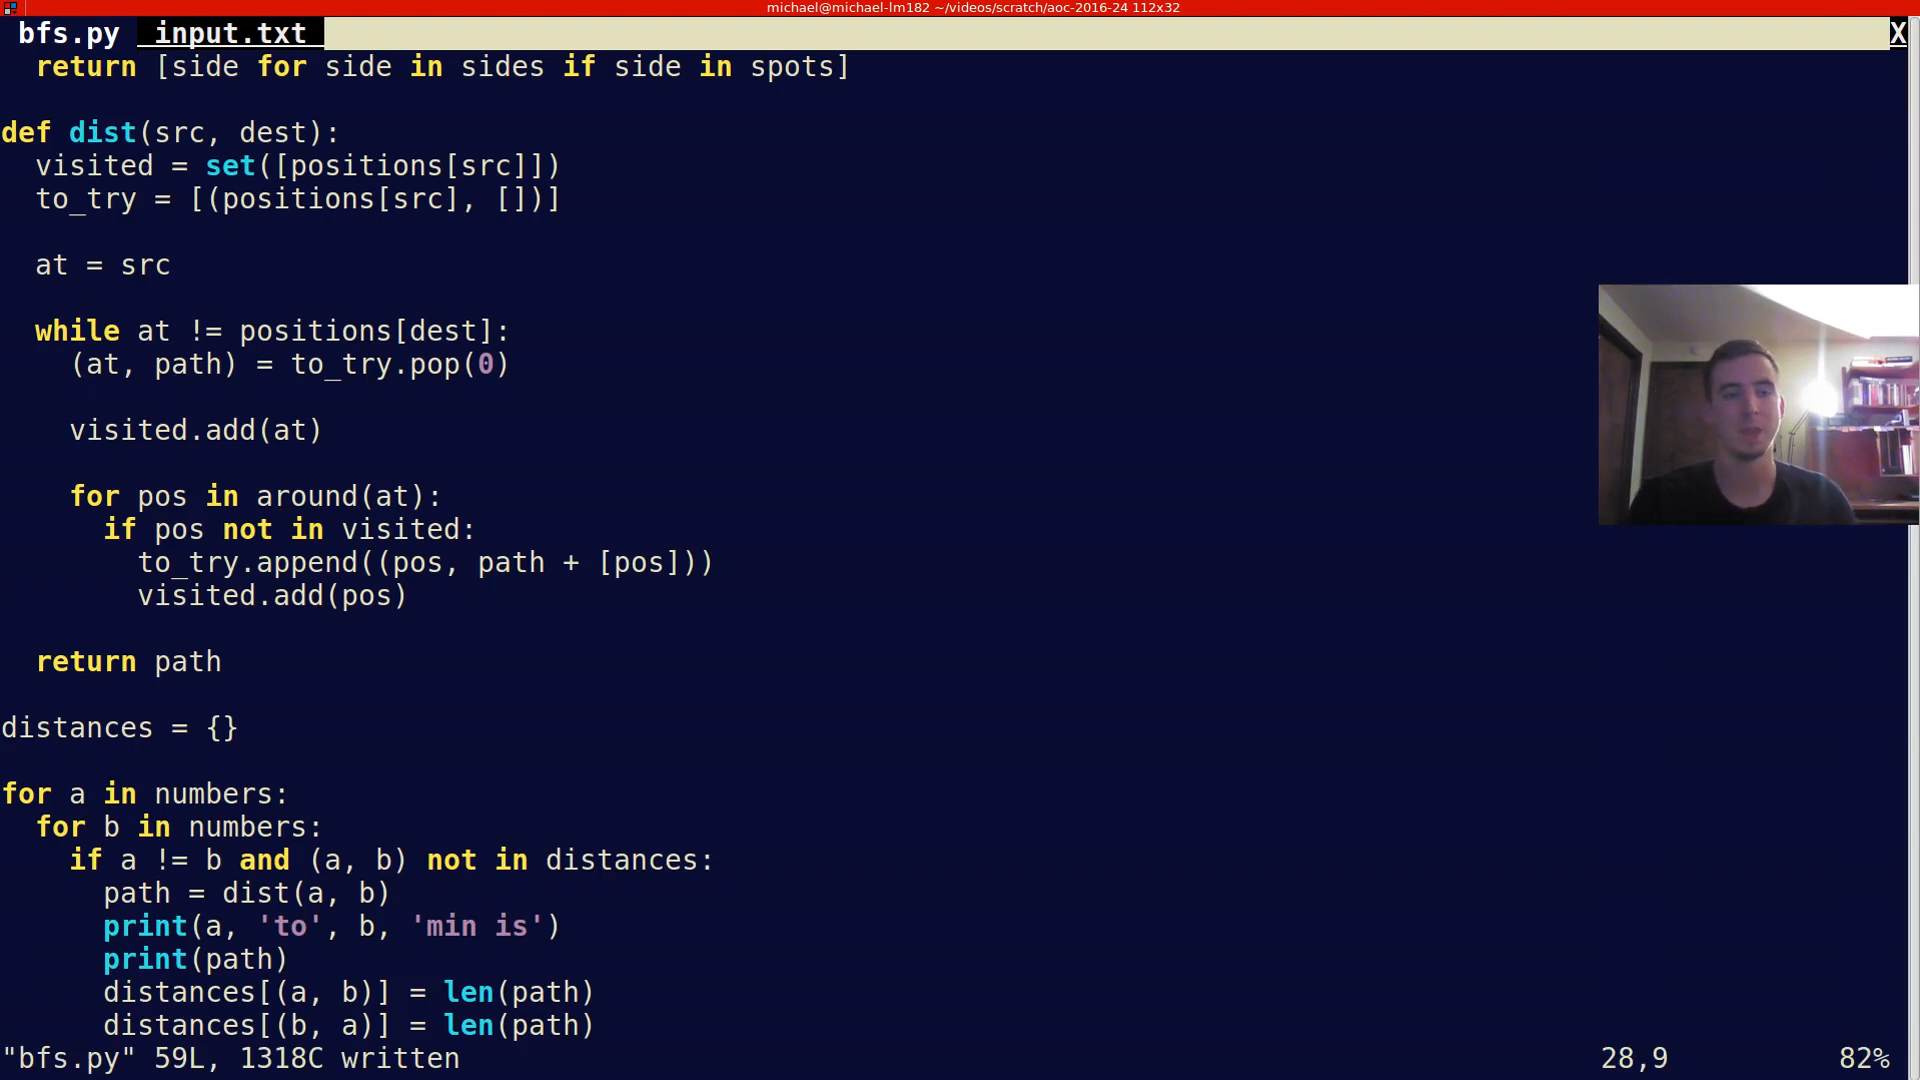 michael@michael-lm182 ~/videos/scratch/aoc-2016-24 112x32
bfs.py input.txt X
return [side for side in sides if side in spots]
def dist(src, dest):
visited = set([positions[src]])
to_try = [(positions[src], [])]
at = src
while at != positions[dest]:
(at, path) = to_try.pop(0)
visited.add(at)
for pos in around(at):
if pos not in visited:
to_try.append((pos, path + [pos]))
visited.add(pos)
return path
distances = {}
for a in numbers:
for b in numbers:
if a != b and (a, b) not in distances:
path = dist(a, b)
print(a, 'to', b, 'min is')
print(path)
distances[(a, b)] = len(path)
distances[(b, a)] = len(path)
"bfs.py" 59L, 1318C written 28,9 82%